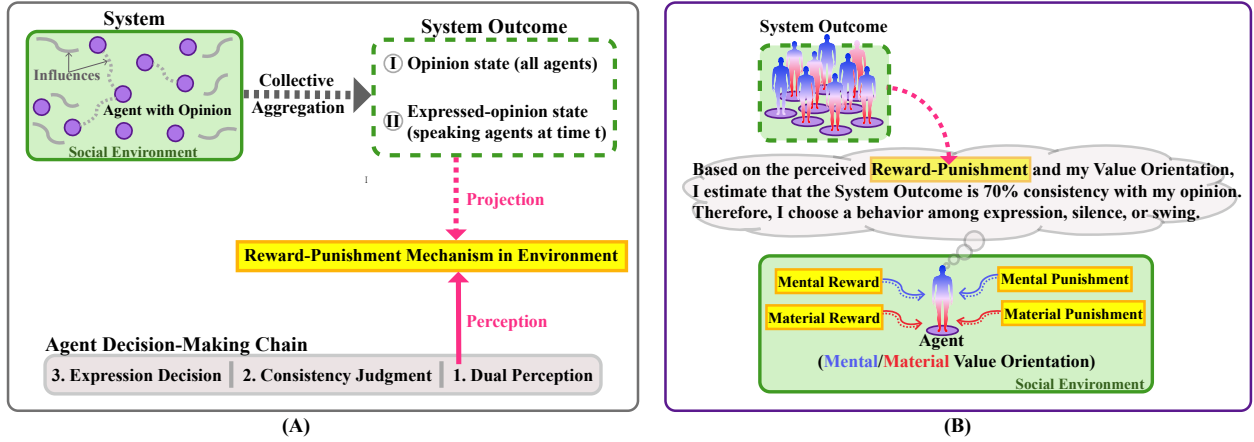 System
Influences
Agent with Opinion
Social Environment
Collective
Aggregation
System Outcome
I Opinion state (all agents)
II Expressed-opinion state
(speaking agents at time t)
I
Projection
Reward-Punishment Mechanism in Environment
Perception
Agent Decision-Making Chain
3. Expression Decision 2. Consistency Judgment 1. Dual Perception
(A)
System Outcome
Based on the perceived Reward-Punishment and my Value Orientation,
I estimate that the System Outcome is 70% consistency with my opinion.
Therefore, I choose a behavior among expression, silence, or swing.
Mental Reward
Mental Punishment
Material Reward
Material Punishment
Agent
(Mental/Material Value Orientation)
Social Environment
(B)